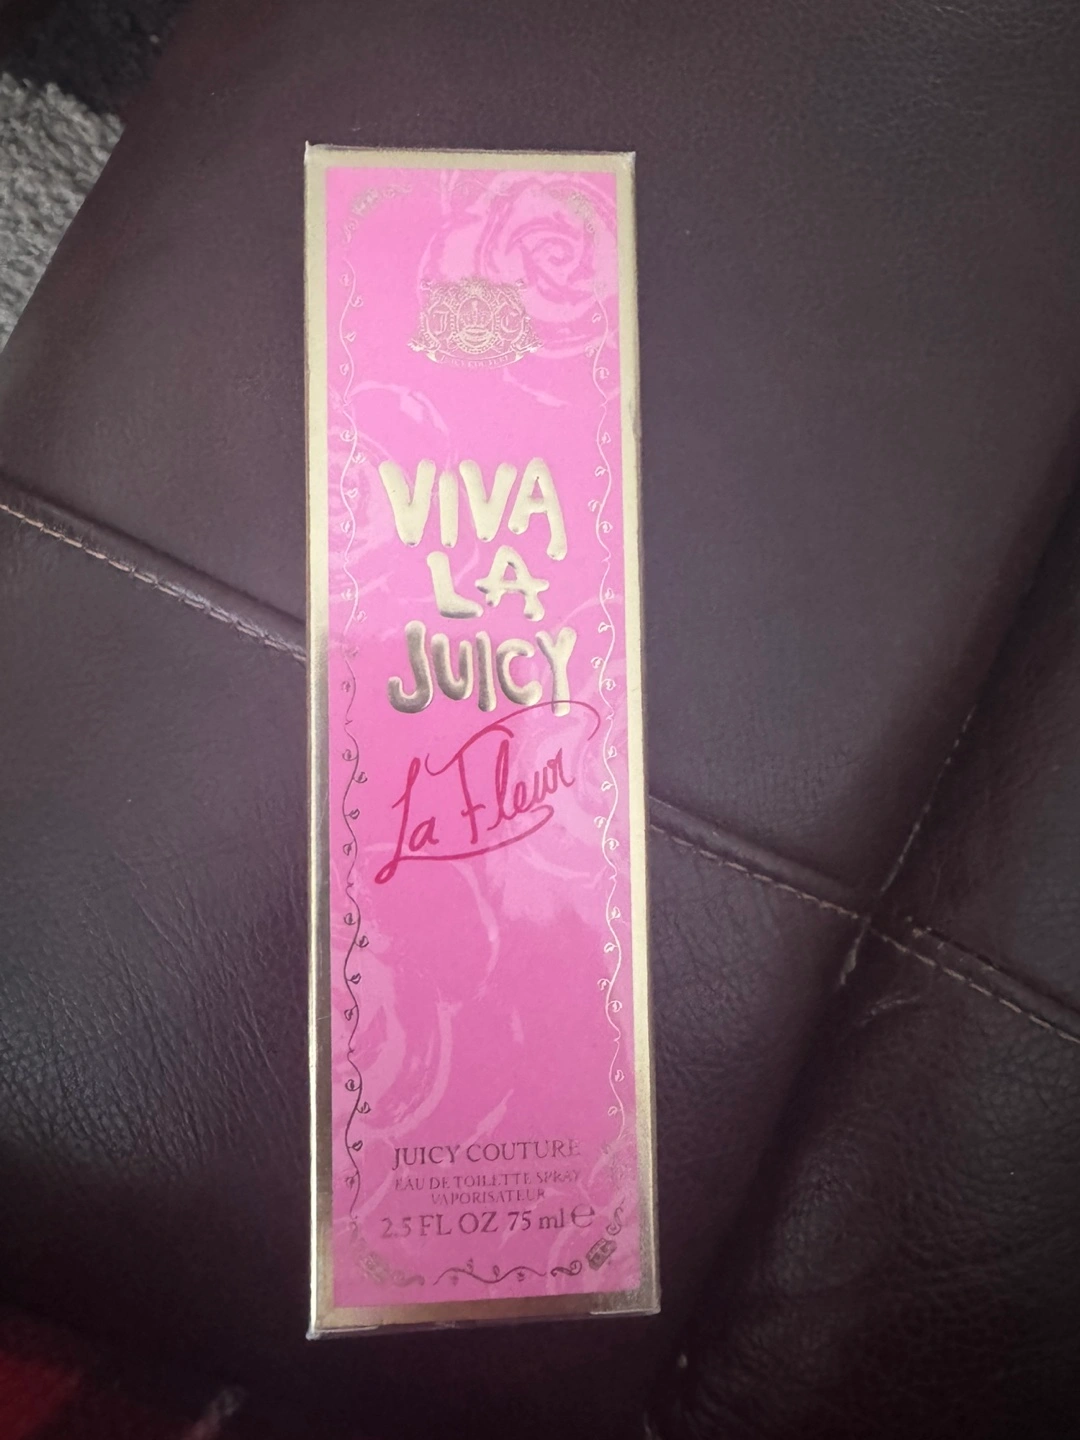 J C
VIVA
LA
JUICY
La Fleur
JUICY COUTURE
EAU DE TOILETTE SPRAY
VAPORISATEUR
2.5 FL OZ 75 ml ℮